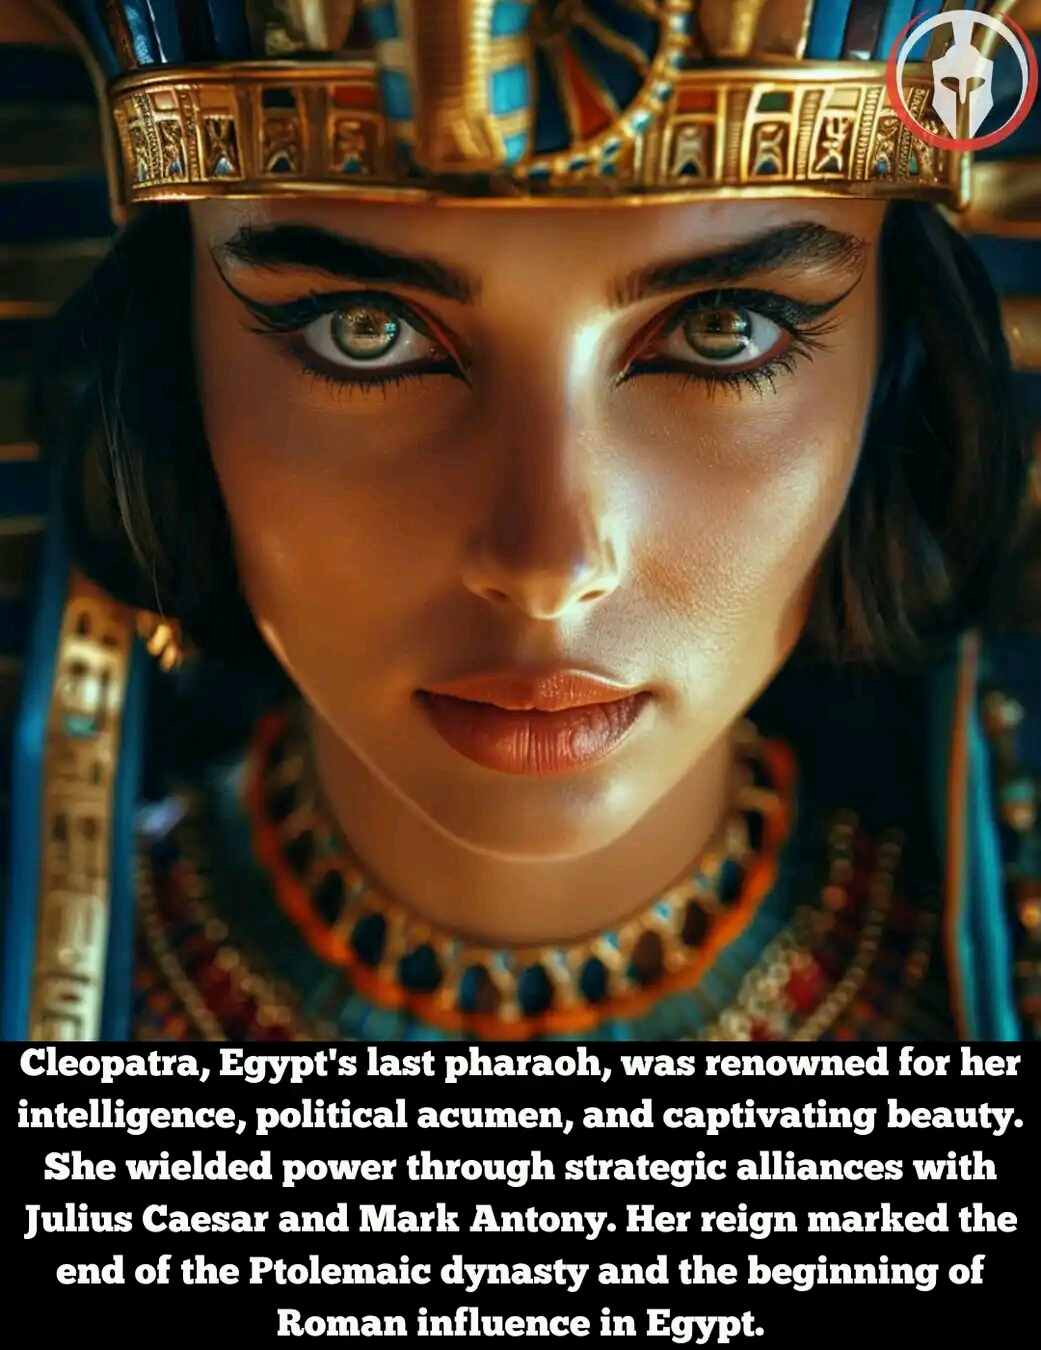 Cleopatra, Egypt's last pharaoh, was renowned for her
intelligence, political acumen, and captivating beauty.
She wielded power through strategic alliances with
Julius Caesar and Mark Antony. Her reign marked the
end of the Ptolemaic dynasty and the beginning of
Roman influence in Egypt.